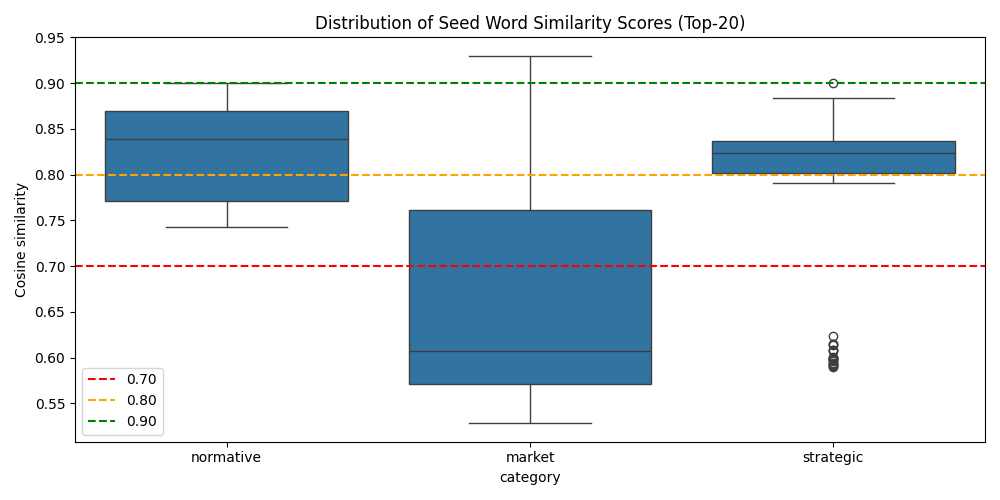 Distribution of Seed Word Similarity Scores (Top-20)
Cosine similarity
0.95
0.90
0.85
0.80
0.75
0.70
0.65
0.60
0.55
0.70
0.80
0.90
normative
market
strategic
category